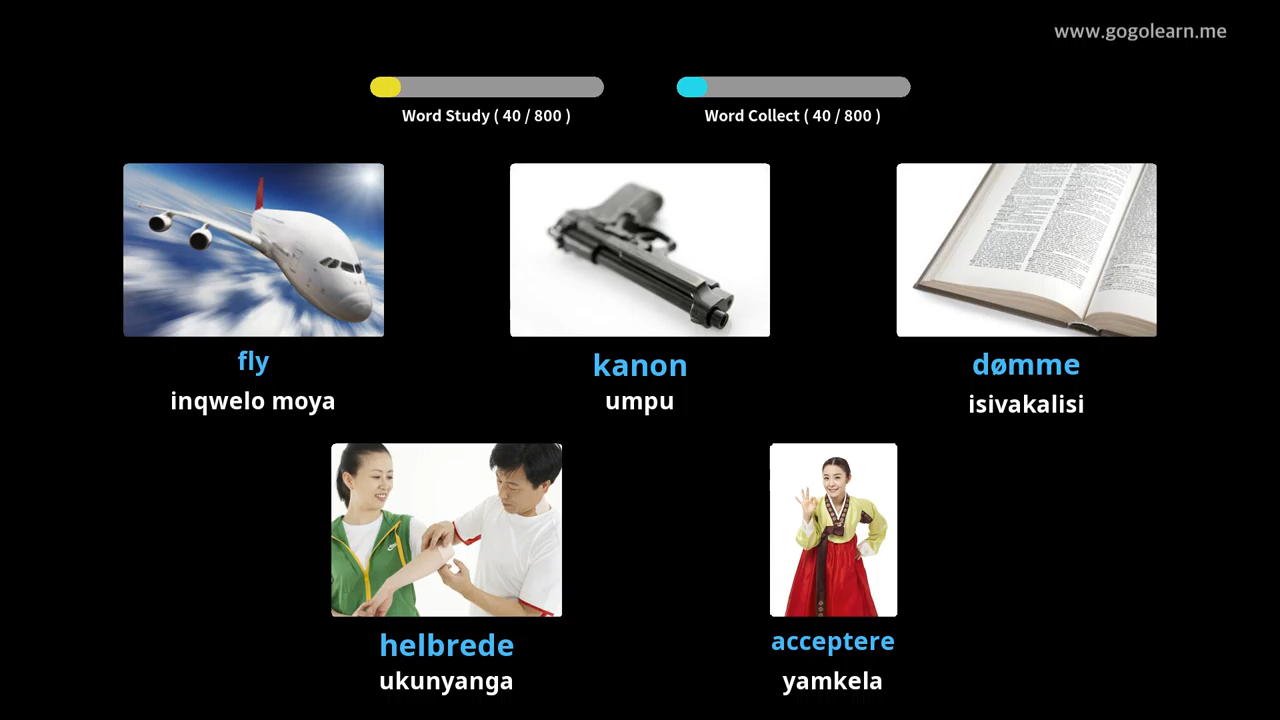 www.gogolearn.me
Word Study ( 40 / 800 )
Word Collect ( 40 / 800 )
fly
inqwelo moya
kanon
umpu
dømme
isivakalisi
helbrede
ukunyanga
acceptere
yamkela